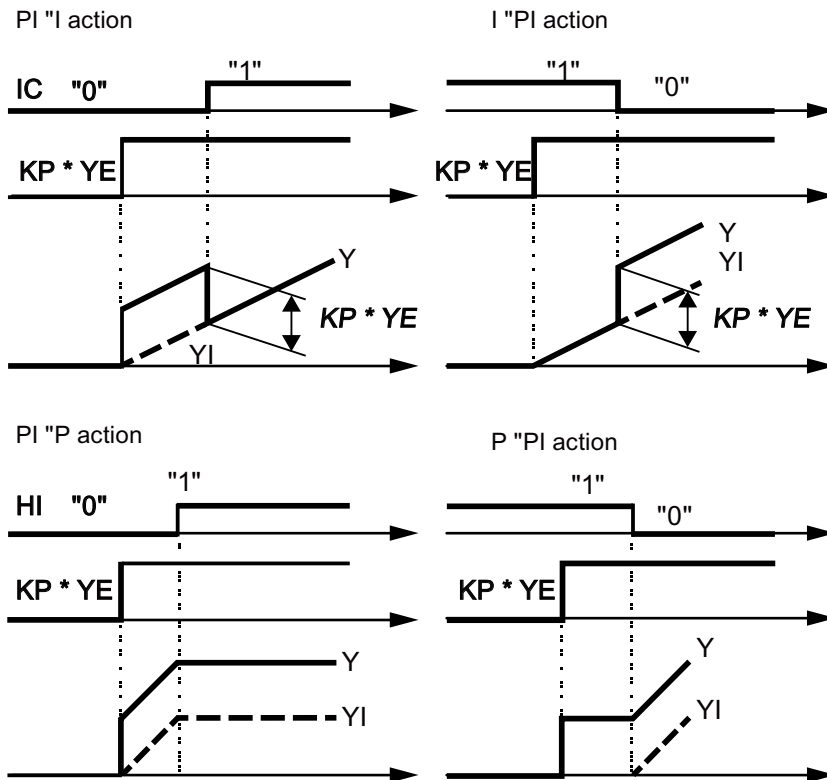 PI "I action
IC "0" "1"
KP * YE
Y
KP * YE
YI
I "PI action
"1" "0"
KP * YE
Y
YI
KP * YE
PI "P action
HI "0" "1"
KP * YE
Y
YI
P "PI action
"1" "0"
KP * YE
Y
YI